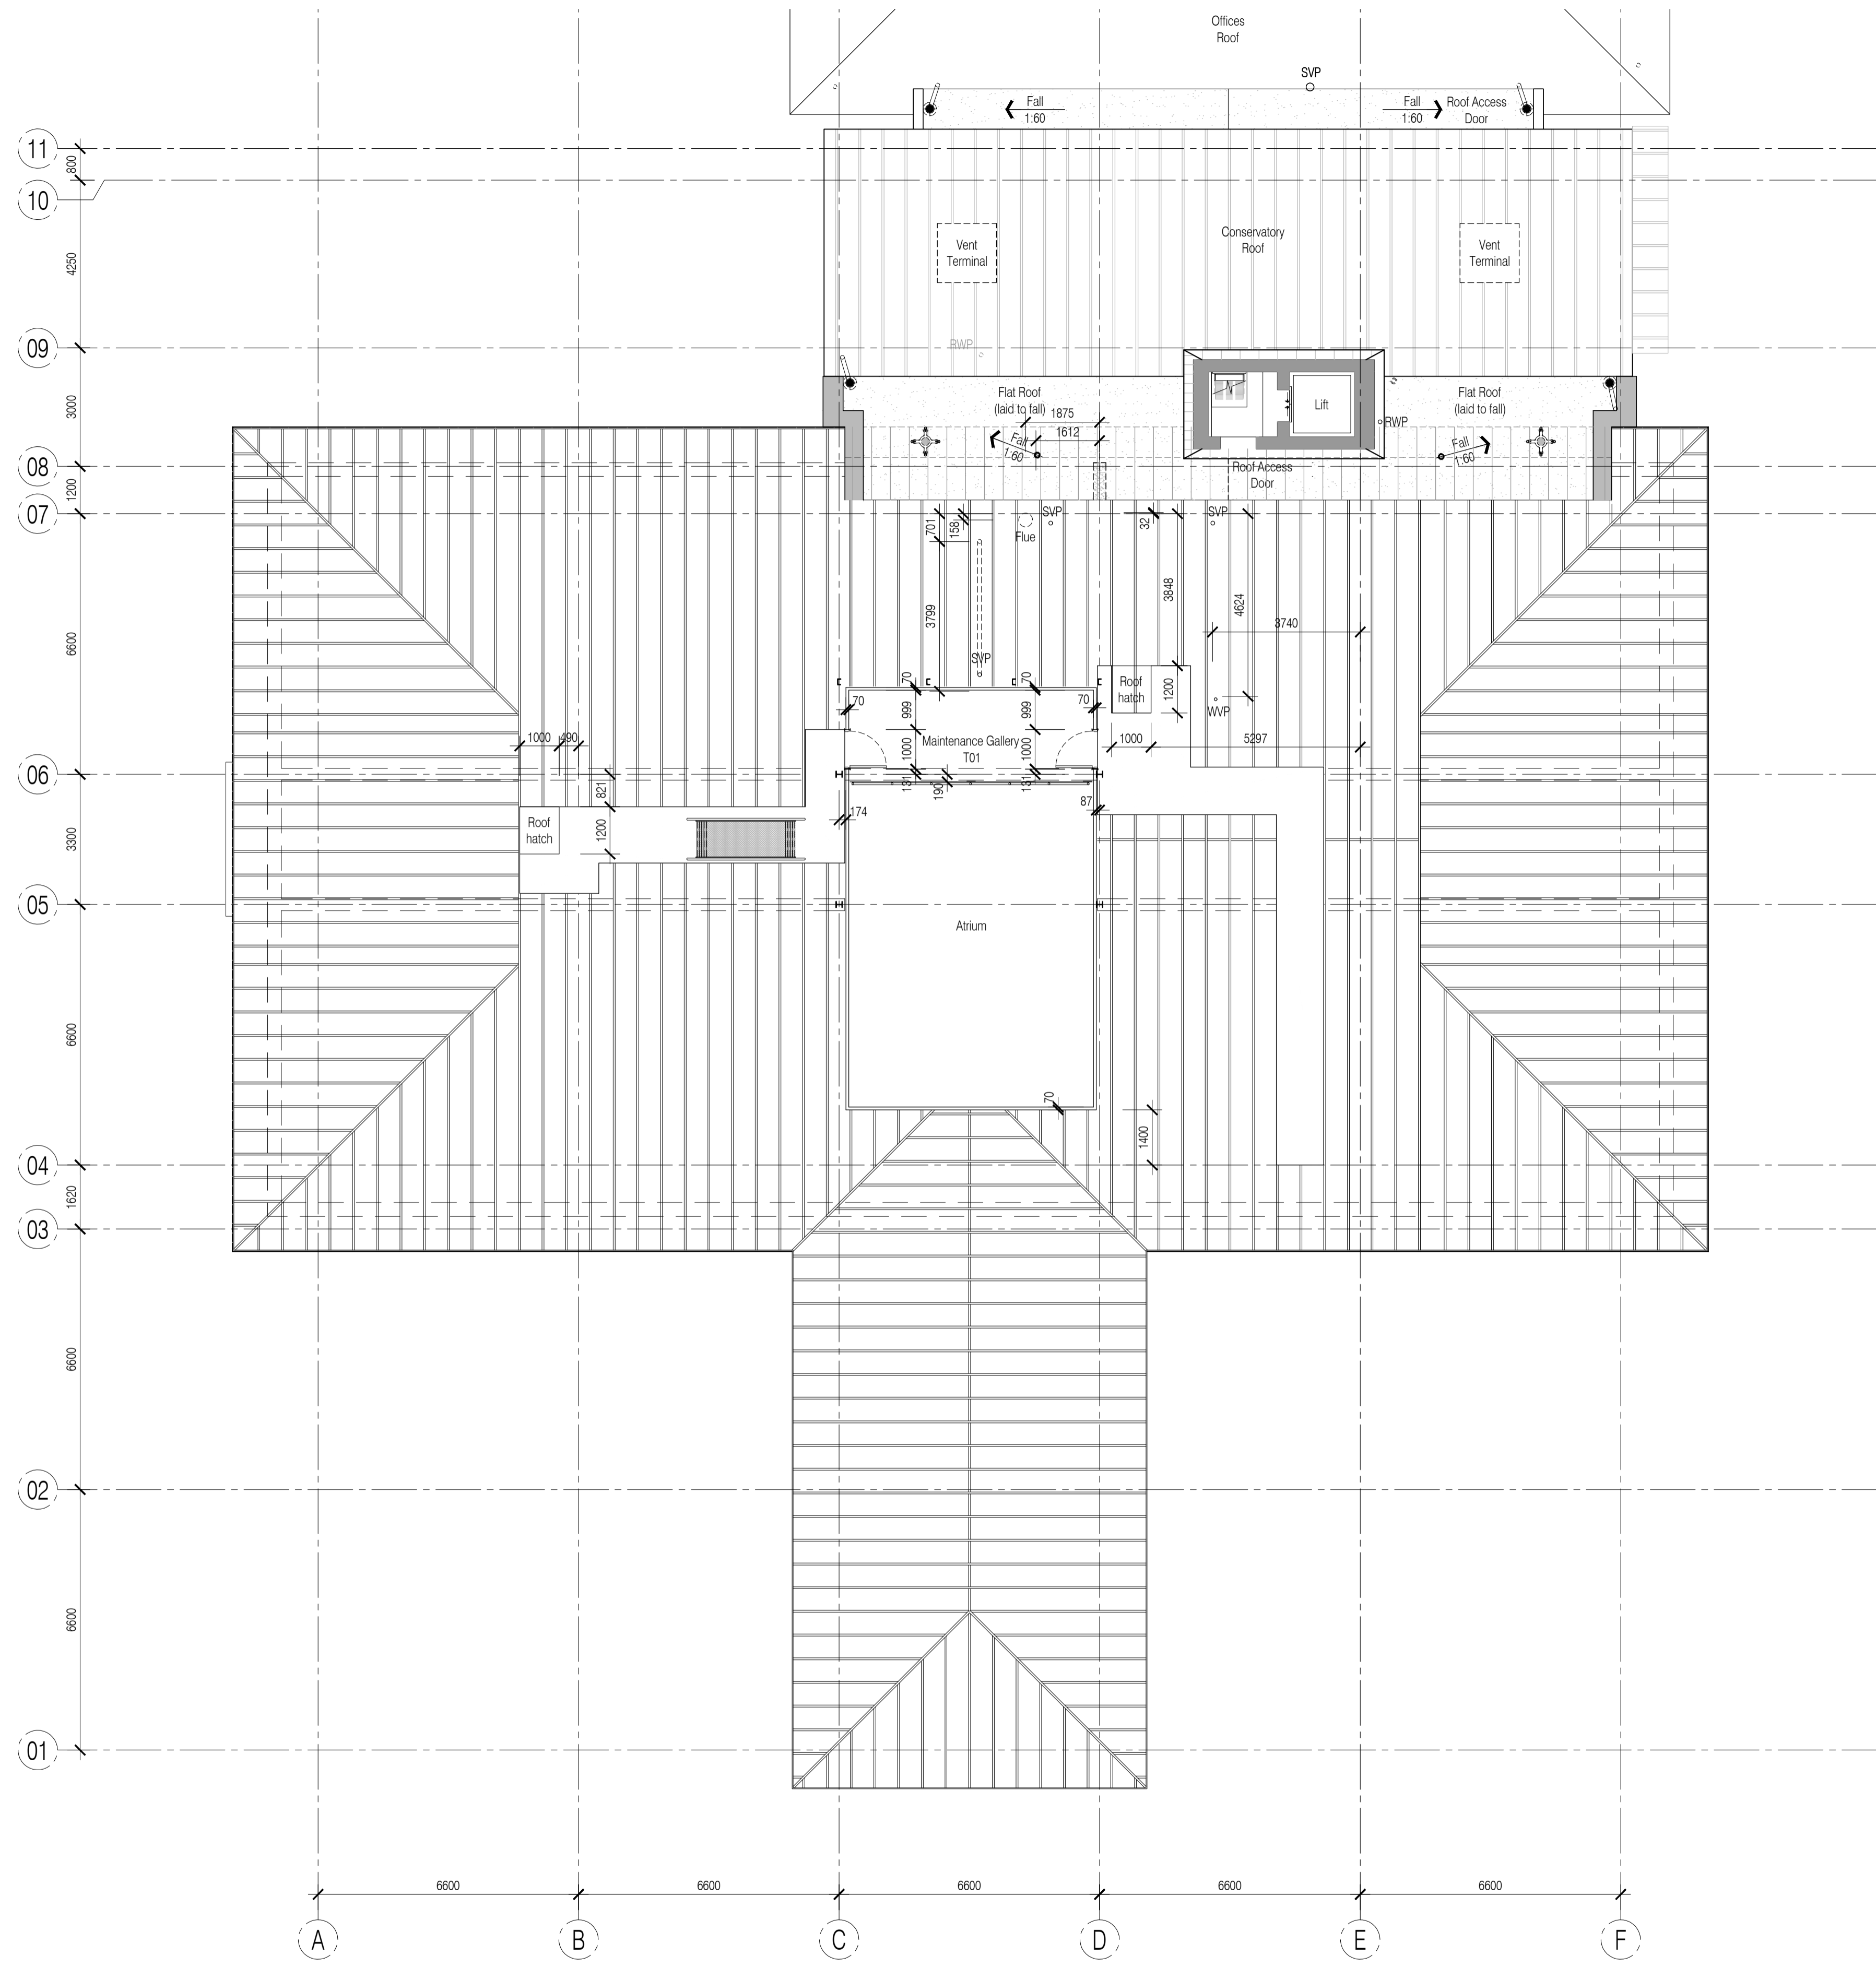 Offices
Roof
SVP
Fall
1:60
Fall
1:60
Roof Access
Door
11
800
10
4250
Vent
Terminal
Conservatory
Roof
Vent
Terminal
09
RWP
3000
Flat Roof
(laid to fall)
1875
1612
Fall
1:60
Lift
RWP
Flat Roof
(laid to fall)
Fall
1:60
08
Roof Access
Door
1200
07
701
158
Flue
SVP
32
SVP
3848
4624
3740
6600
3799
SVP
70
70
70
70
999
999
Roof
hatch
1200
WVP
1000
490
1000
Maintenance Gallery
T01
1000
1000
5297
06
821
131
190
131
174
87
Roof
hatch
1200
3300
05
Atrium
6600
70
1400
04
1620
03
6600
02
6600
01
6600
6600
6600
6600
6600
A
B
C
D
E
F